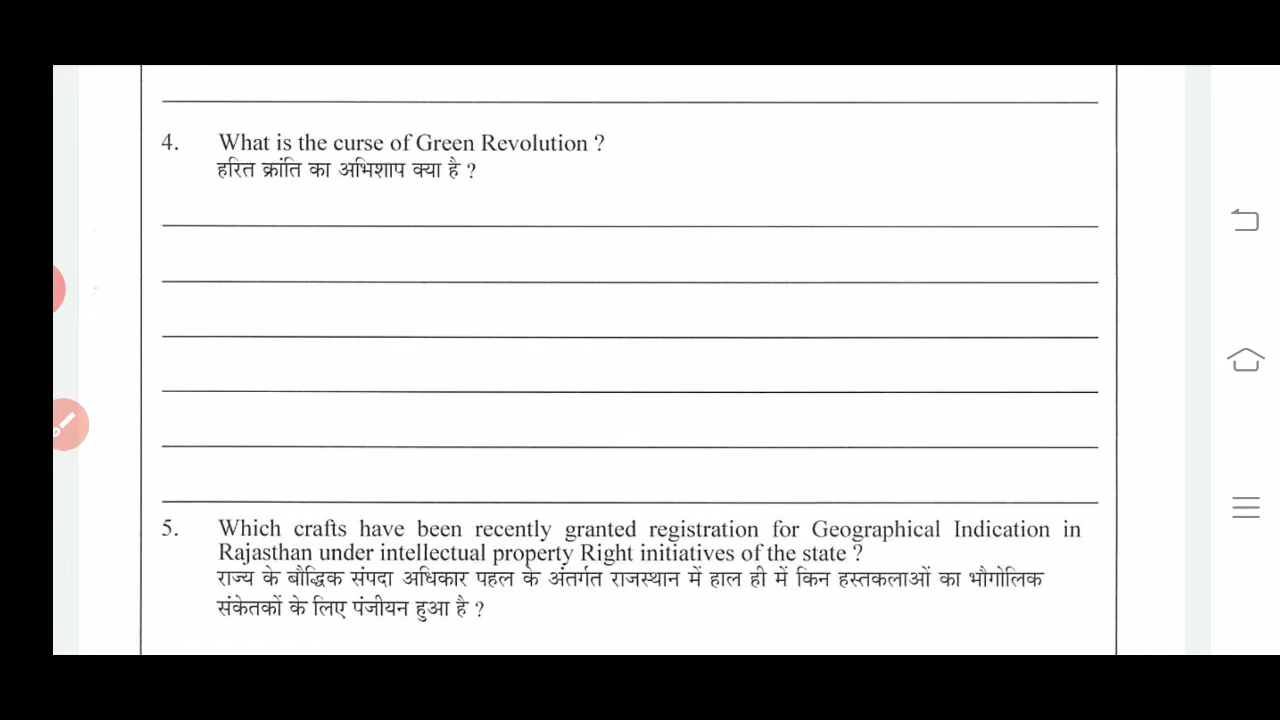 4. What is the curse of Green Revolution ?
हरित क्रांति का अभिशाप क्या है ?
5. Which crafts have been recently granted registration for Geographical Indication in
Rajasthan under intellectual property Right initiatives of the state ?
राज्य के बौद्धिक संपदा अधिकार पहल के अंतर्गत राजस्थान में हाल ही में किन हस्तकलाओं का भौगोलिक
संकेतकों के लिए पंजीयन हुआ है ?